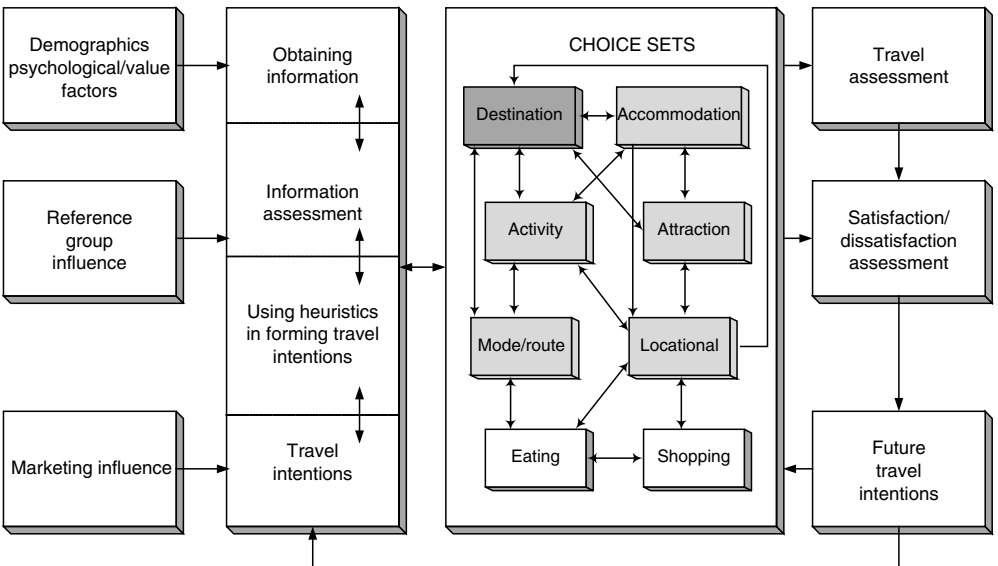 Demographics
psychological/value
factors
Reference
group
influence
Marketing influence
Obtaining
information
Information
assessment
Using heuristics
in forming travel
intentions
Travel
intentions
CHOICE SETS
Destination
Accommodation
Activity
Attraction
Mode/route
Locational
Eating
Shopping
Travel
assessment
Satisfaction/
dissatisfaction
assessment
Future
travel
intentions